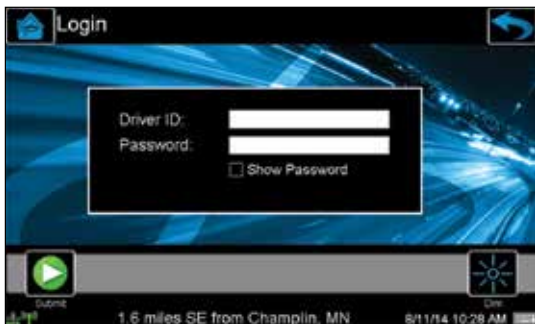 Login
Driver ID:
Password:
Show Password
Submit
Dim
1.6 miles SE from Champlin, MN
8/11/14 10:28 AM